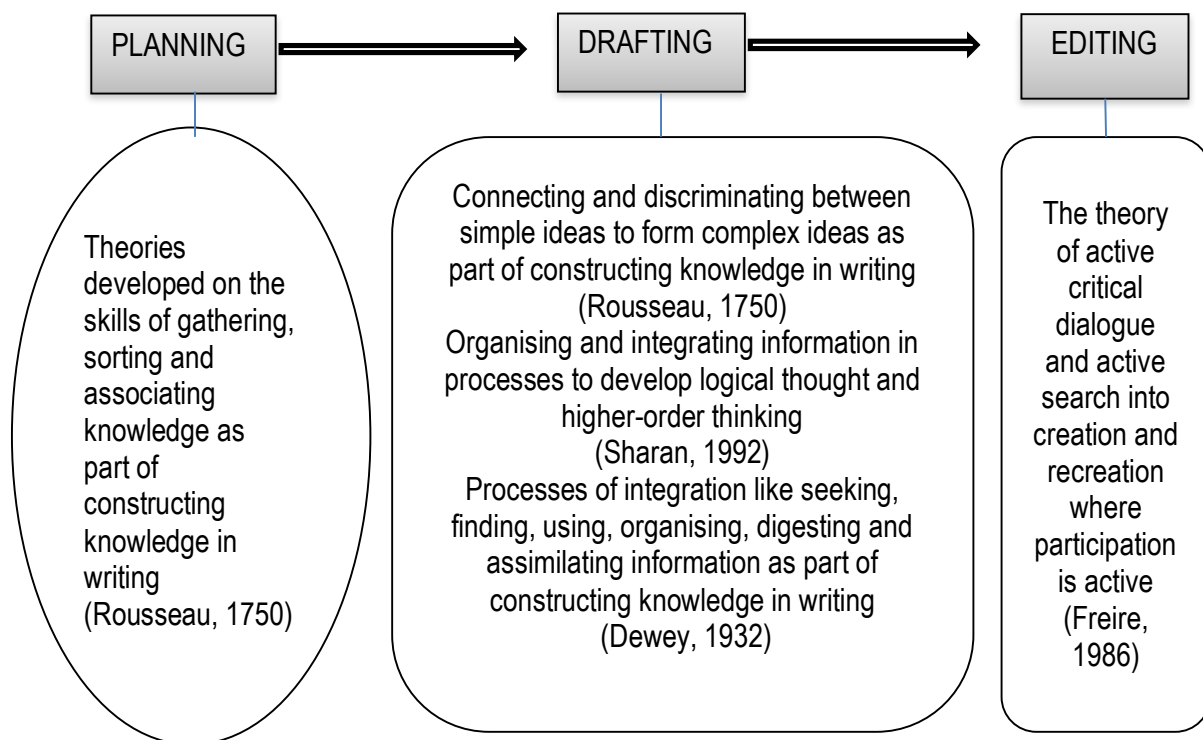 PLANNING
DRAFTING
EDITING
Theories
developed on the
skills of gathering,
sorting and
associating
knowledge as
part of
constructing
knowledge in
writing
(Rousseau, 1750)
Connecting and discriminating between
simple ideas to form complex ideas as
part of constructing knowledge in writing
(Rousseau, 1750)
Organising and integrating information in
processes to develop logical thought and
higher-order thinking
(Sharan, 1992)
Processes of integration like seeking,
finding, using, organising, digesting and
assimilating information as part of
constructing knowledge in writing
(Dewey, 1932)
The theory
of active
critical
dialogue
and active
search into
creation and
recreation
where
participation
is active
(Freire,
1986)